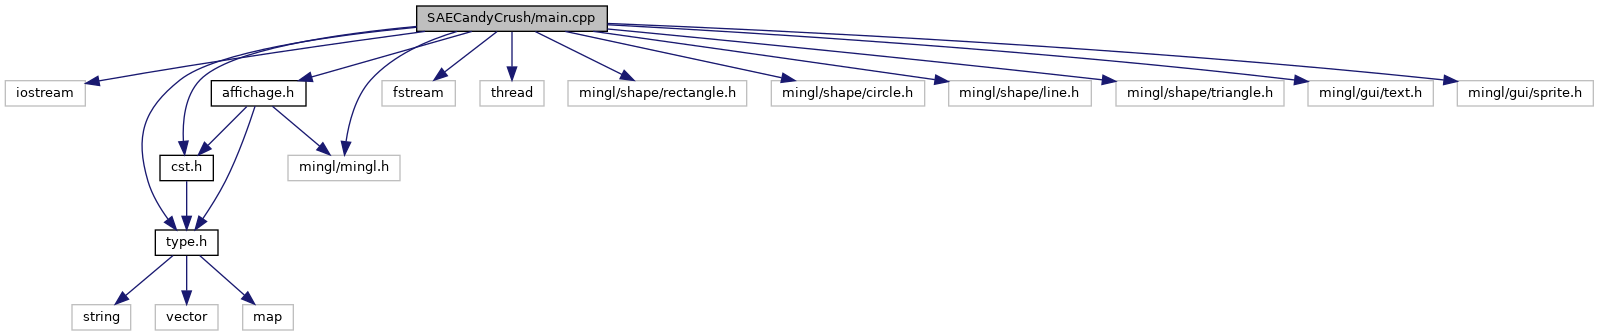 SAECandyCrush/main.cpp
iostream
affichage.h
fstream
thread
mingl/shape/rectangle.h
mingl/shape/circle.h
mingl/shape/line.h
mingl/shape/triangle.h
mingl/gui/text.h
mingl/gui/sprite.h
cst.h
mingl/mingl.h
type.h
string
vector
map